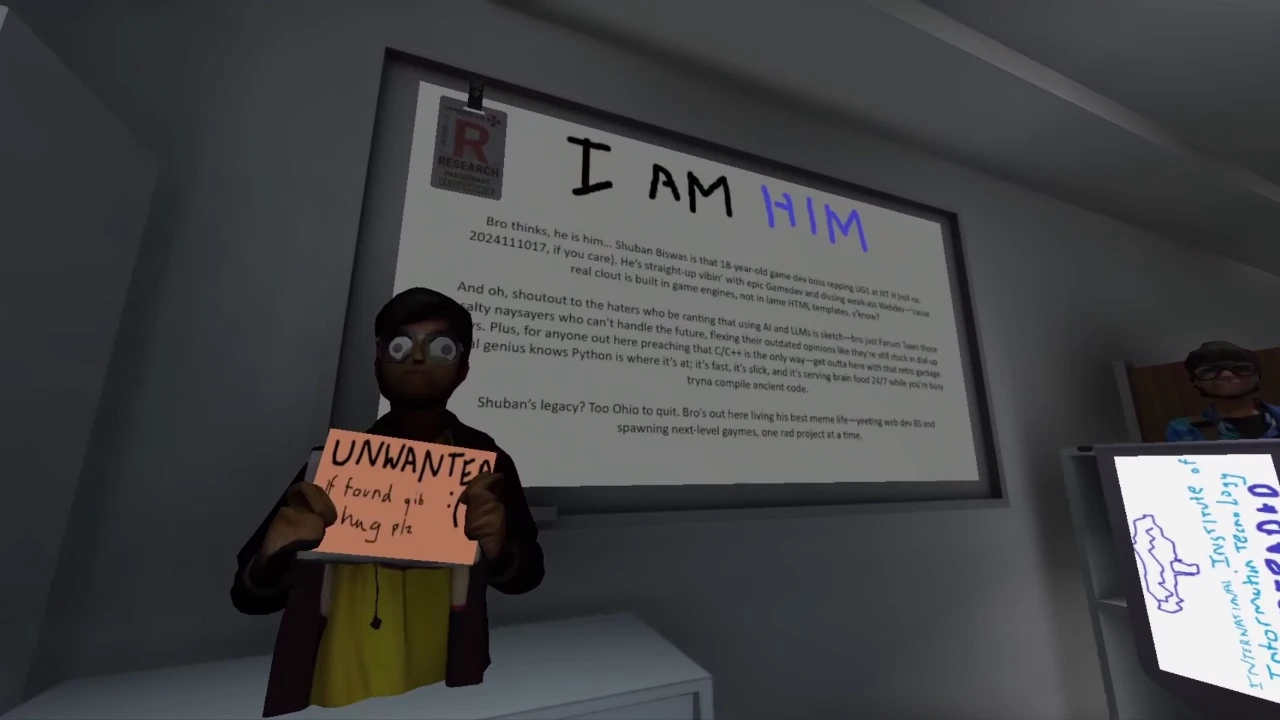 R
RESEARCH
PARTICIPANT
I AM HIM
Bro thinks, he is him... Shuban Biswas is that 18-year-old game dev boss repping UG1 at IIIT H (roll no.
2024111017, if you care). He's straight-up vibin' with epic Gamedev and dissing weak-ass Webdev—'cause
real clout is built in game engines, not in lame HTML templates, y'know?
And oh, shoutout to the haters who be ranting that using AI and LLMs is sketch—bro just Fanum Taxes those
salty naysayers who can't handle the future, flexing their outdated opinions like they're still stuck in dial-up
Plus, for anyone out here preaching that C/C++ is the only way—get outta here with that retro garbage.
genius knows Python is where it's at; it's fast, it's slick, and it's serving brain food 24/7 while you're busy
tryna compile ancient code.
Shuban's legacy? Too Ohio to quit. Bro's out here living his best meme life—yeeting web dev BS and
spawning next-level gaymes, one rad project at a time.
UNWANTED
if found gib :(
hug plz
INTERNATIONAL INSTITUTE of
Informatin Tecnology